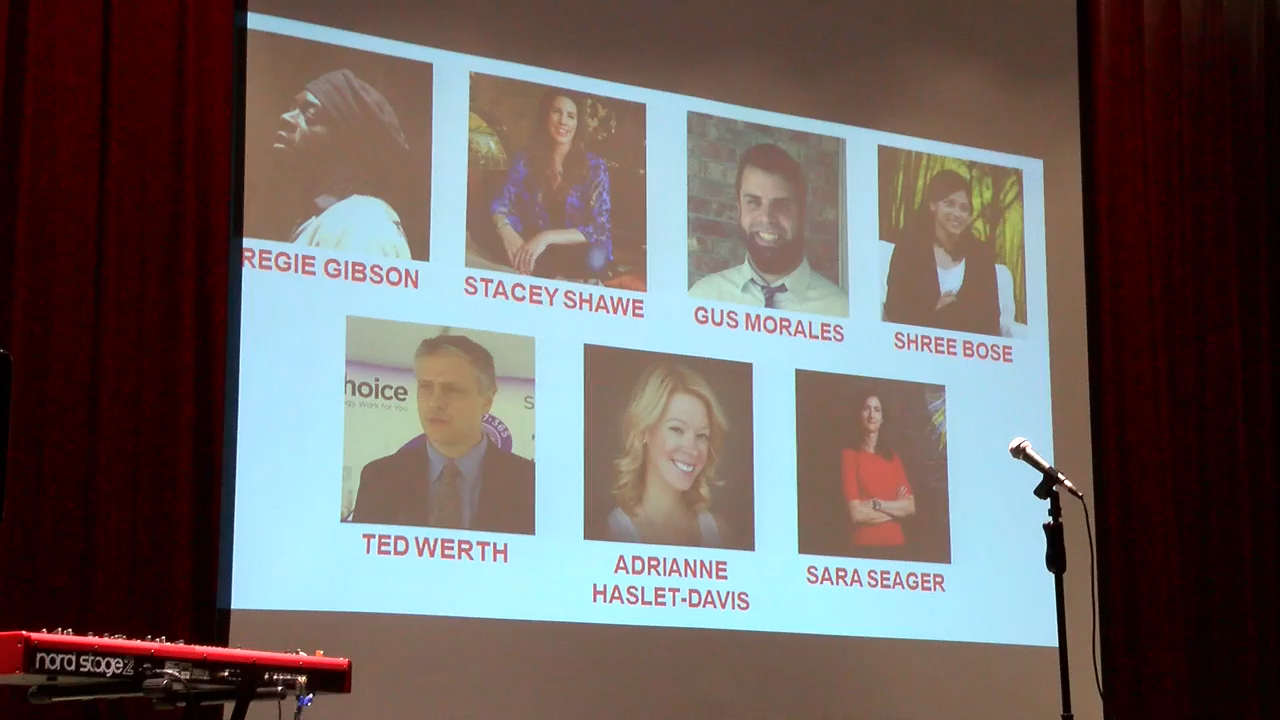 REGIE GIBSON
STACEY SHAWE
GUS MORALES
SHREE BOSE
hoice
TED WERTH
ADRIANNE
HASLET-DAVIS
SARA SEAGER
nord stage 2